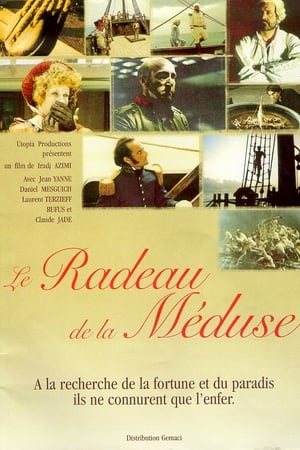 Utopia Productions
présentent
un film de Iradj AZIMI
Avec Jean YANNE
Daniel MESGUICH
Laurent TERZIEFF
RUFUS et
Claude JADE
Le Radeau
de la Méduse
A la recherche de la fortune et du paradis
ils ne connurent que l'enfer.
Distribution Gemaci